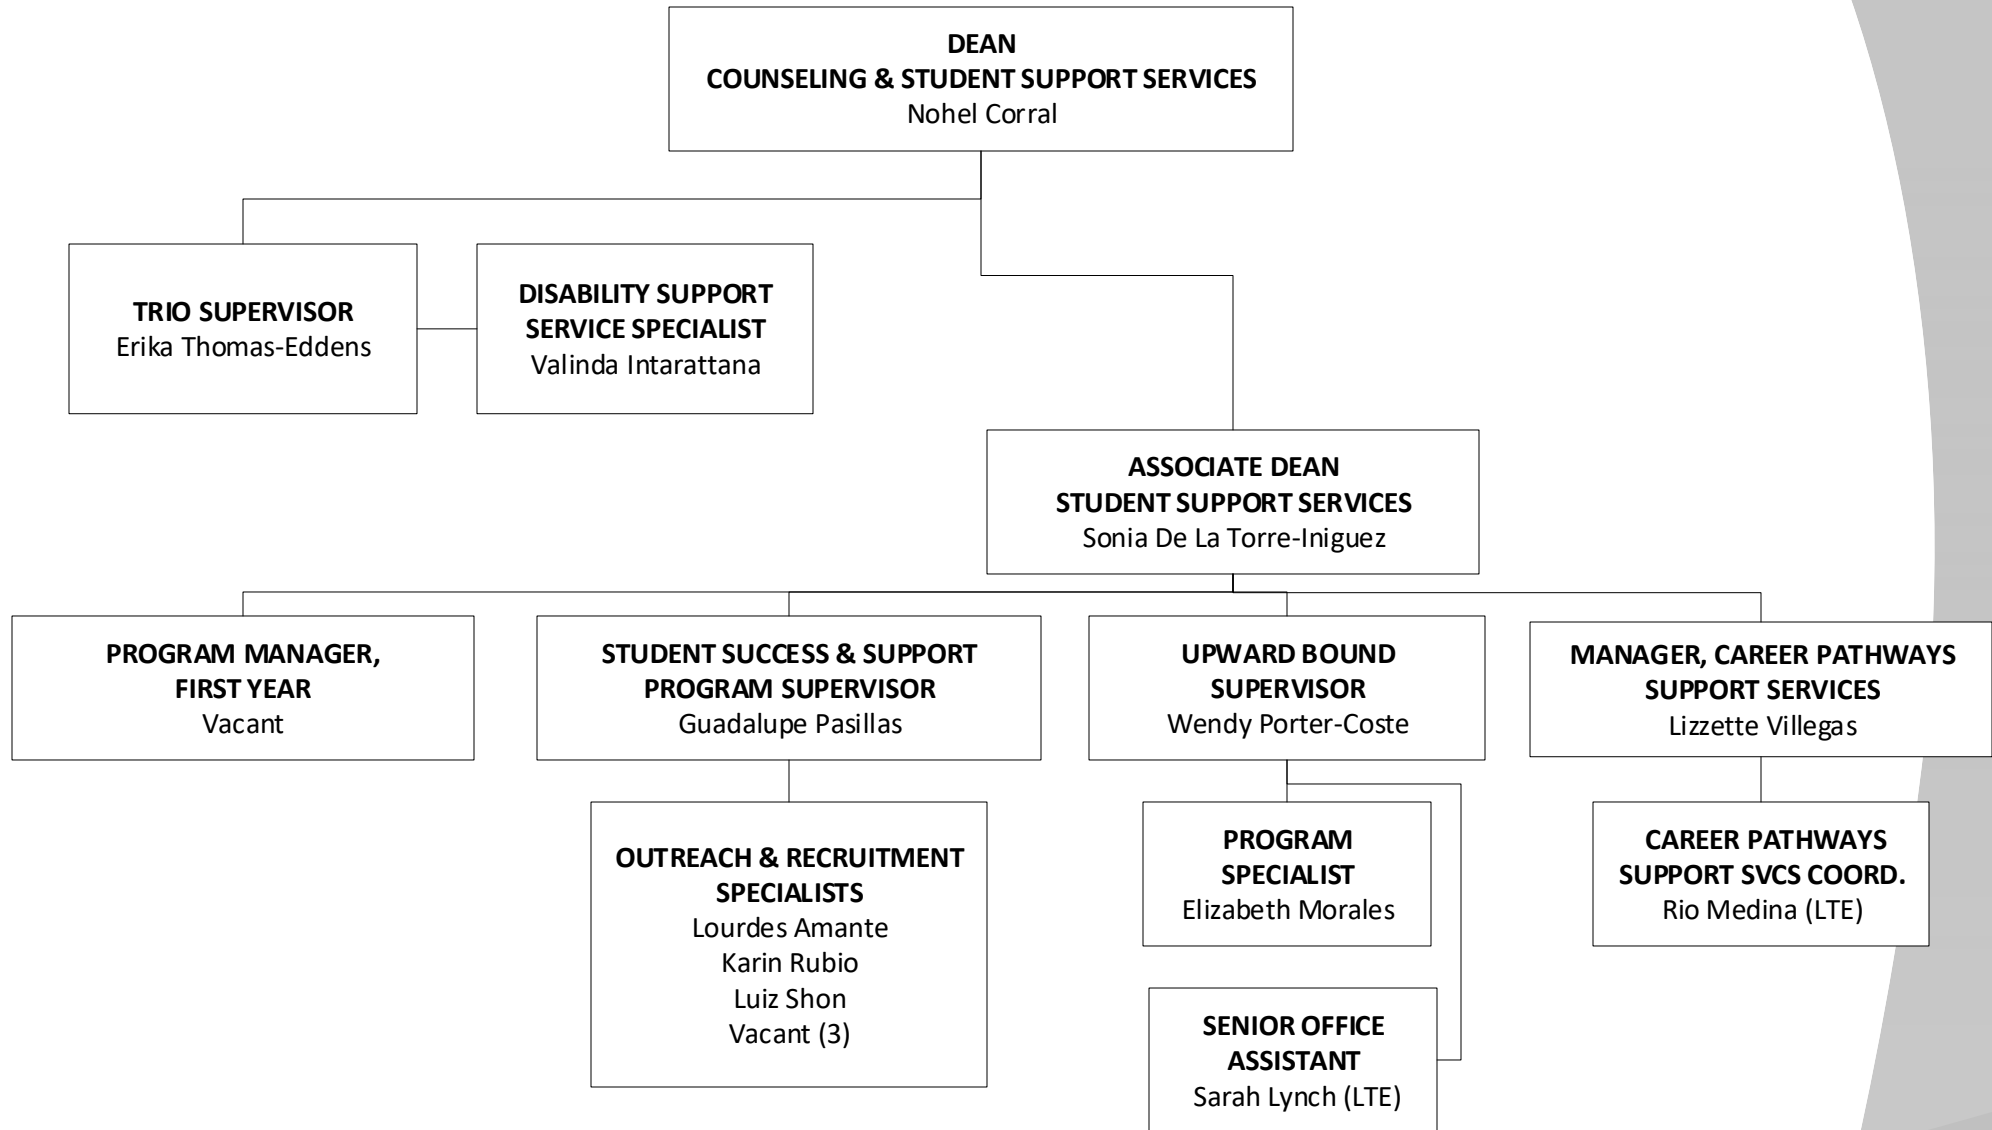 DEAN
COUNSELING & STUDENT SUPPORT SERVICES
Nohel Corral
TRIO SUPERVISOR
Erika Thomas-Eddens
DISABILITY SUPPORT
SERVICE SPECIALIST
Valinda Intarattana
ASSOCIATE DEAN
STUDENT SUPPORT SERVICES
Sonia De La Torre-Iniguez
PROGRAM MANAGER,
FIRST YEAR
Vacant
STUDENT SUCCESS & SUPPORT
PROGRAM SUPERVISOR
Guadalupe Pasillas
UPWARD BOUND
SUPERVISOR
Wendy Porter-Coste
MANAGER, CAREER PATHWAYS
SUPPORT SERVICES
Lizzette Villegas
OUTREACH & RECRUITMENT
SPECIALISTS
Lourdes Amante
Karin Rubio
Luiz Shon
Vacant (3)
PROGRAM
SPECIALIST
Elizabeth Morales
CAREER PATHWAYS
SUPPORT SVCS COORD.
Rio Medina (LTE)
SENIOR OFFICE
ASSISTANT
Sarah Lynch (LTE)